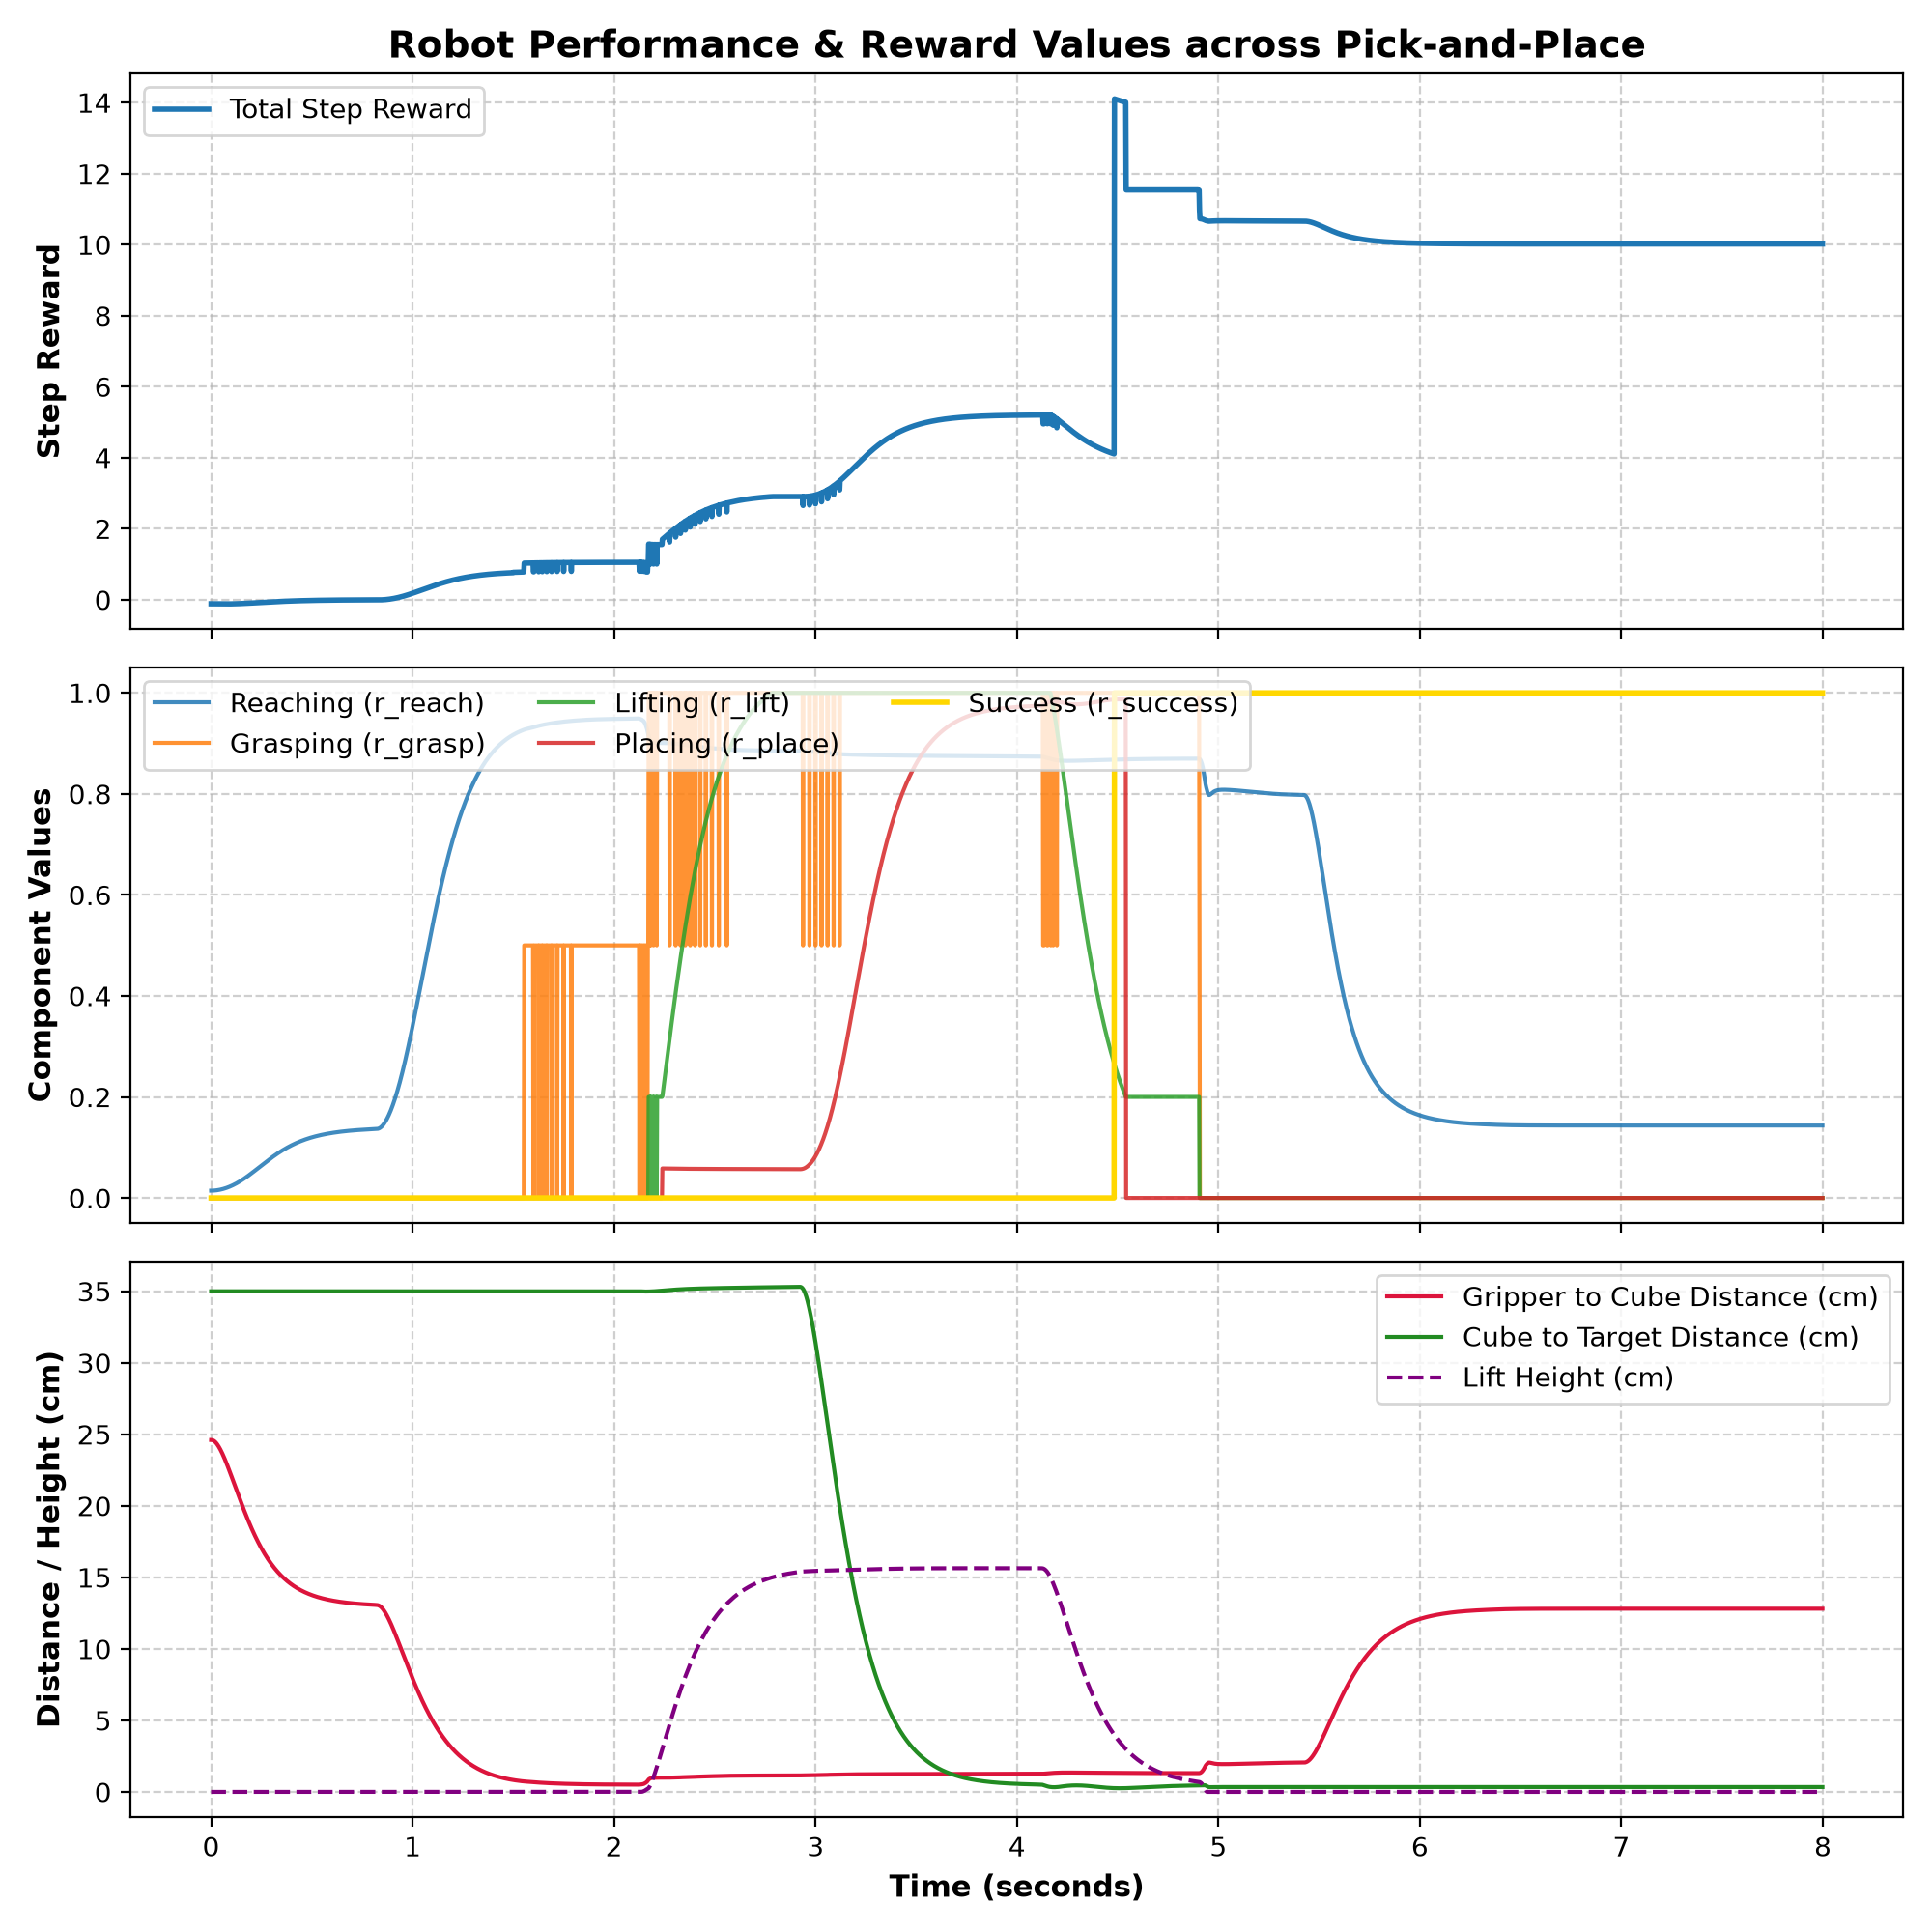 Robot Performance & Reward Values across Pick-and-Place
Total Step Reward
Step Reward
14
12
10
8
6
4
2
0
Reaching (r_reach)
Grasping (r_grasp)
Lifting (r_lift)
Placing (r_place)
Success (r_success)
Component Values
1.0
0.8
0.6
0.4
0.2
0.0
Gripper to Cube Distance (cm)
Cube to Target Distance (cm)
Lift Height (cm)
Distance / Height (cm)
35
30
25
20
15
10
5
0
0 1 2 3 4 5 6 7 8
Time (seconds)